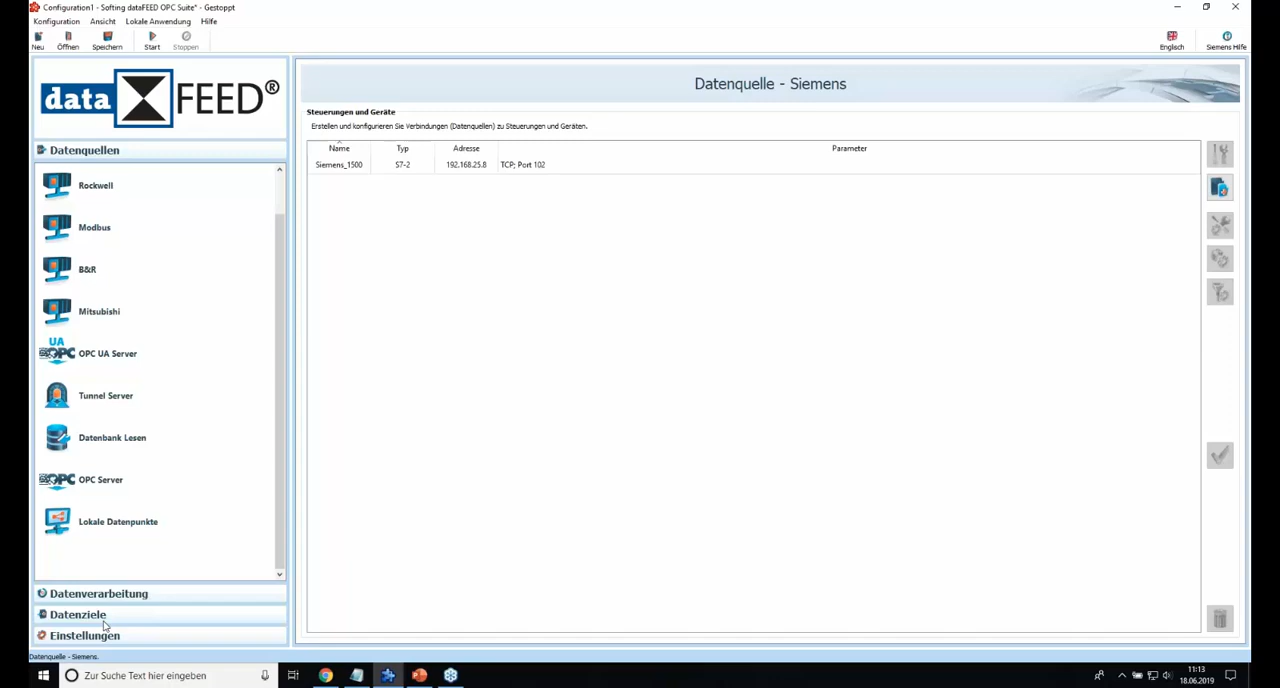 Configuration1 - Softing dataFEED OPC Suite* - Gestoppt
Konfiguration Ansicht Lokale Anwendung Hilfe
Neu Öffnen Speichern Start Stoppen Englisch Siemens Hilfe
data FEED®
Datenquelle - Siemens
Steuerungen und Geräte
Erstellen und konfigurieren Sie Verbindungen (Datenquellen) zu Steuerungen und Geräten.
Name Typ Adresse Parameter
Siemens_1500 S7-2 192.168.25.8 TCP; Port 102
Datenquellen
Rockwell
Modbus
B&R
Mitsubishi
UA
OPC OPC UA Server
Tunnel Server
Datenbank Lesen
OPC OPC Server
Lokale Datenpunkte
Datenverarbeitung
Datenziele
Einstellungen
Datenquelle - Siemens.
Zur Suche Text hier eingeben
11:13
18.06.2019